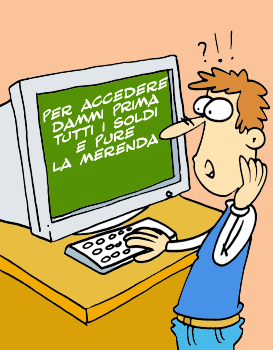 ?!!
PER ACCEDERE
DAMMI PRIMA
TUTTI I SOLDI
E PURE
LA MERENDA